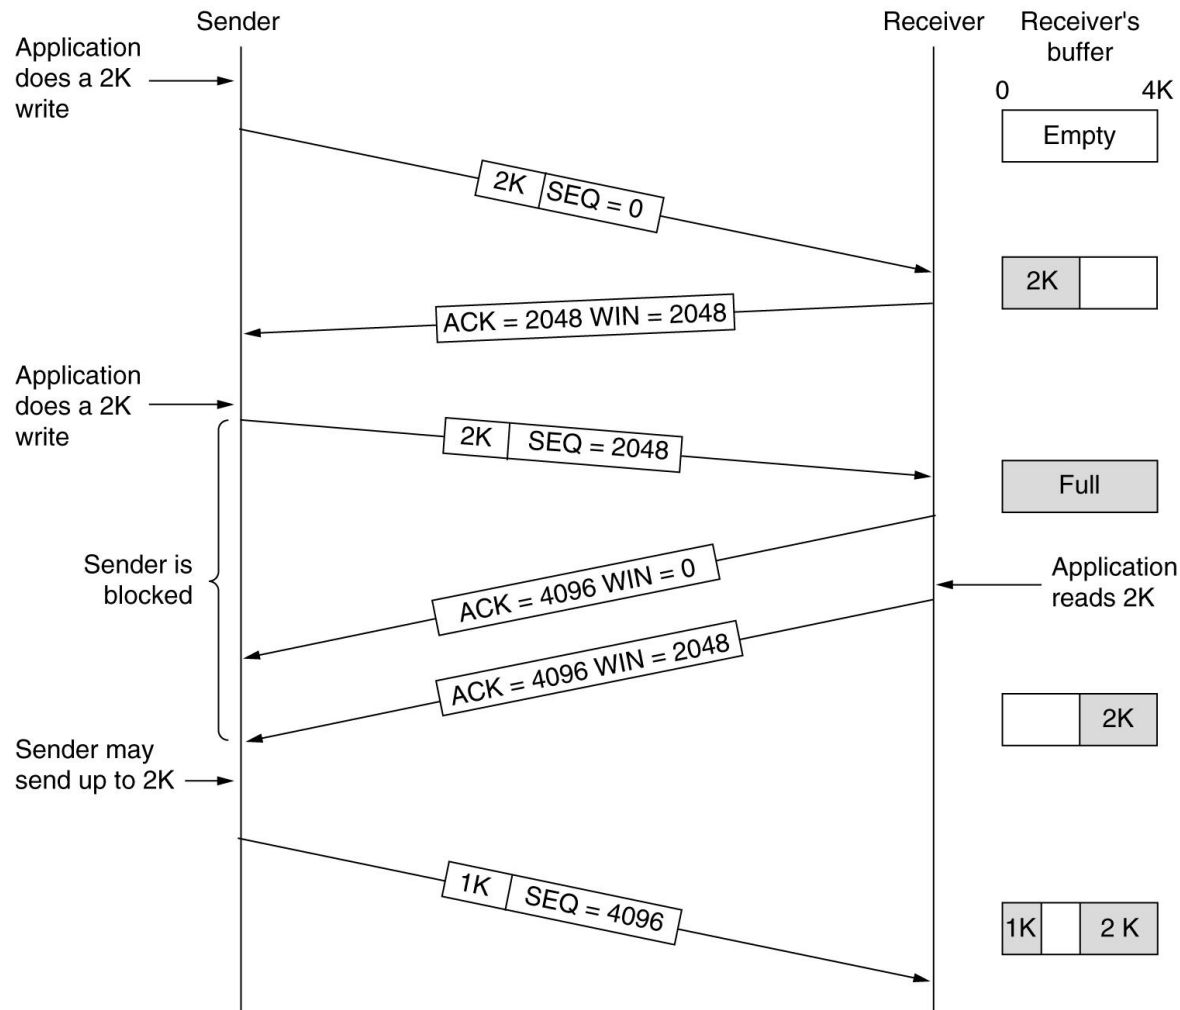 Sender
Receiver
Receiver's
buffer
Application
does a 2K
write
0
4K
Empty
2K
SEQ = 0
2K
ACK = 2048 WIN = 2048
Application
does a 2K
write
2K
SEQ = 2048
Full
Sender is
blocked
ACK = 4096 WIN = 0
Application
reads 2K
ACK = 4096 WIN = 2048
2K
Sender may
send up to 2K
1K
SEQ = 4096
1K
2 K